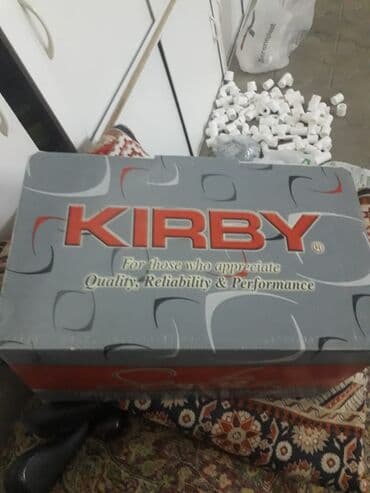 KIRBY®
For those who appreciate
Quality, Reliability & Performance